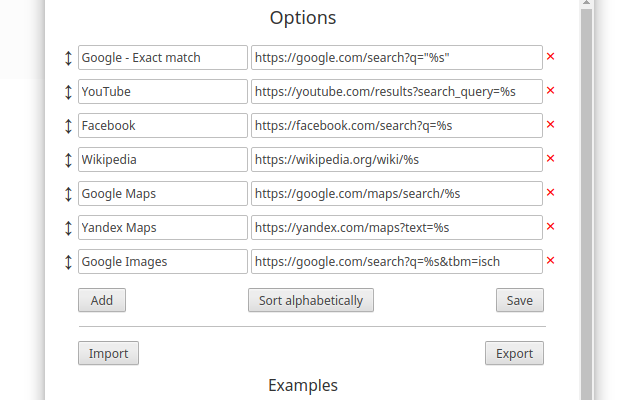 Options
Google - Exact match https://google.com/search?q="%s"
YouTube https://youtube.com/results?search_query=%s
Facebook https://facebook.com/search?q=%s
Wikipedia https://wikipedia.org/wiki/%s
Google Maps https://google.com/maps/search/%s
Yandex Maps https://yandex.com/maps?text=%s
Google Images https://google.com/search?q=%s&tbm=isch
Add Sort alphabetically Save
Import Export
Examples